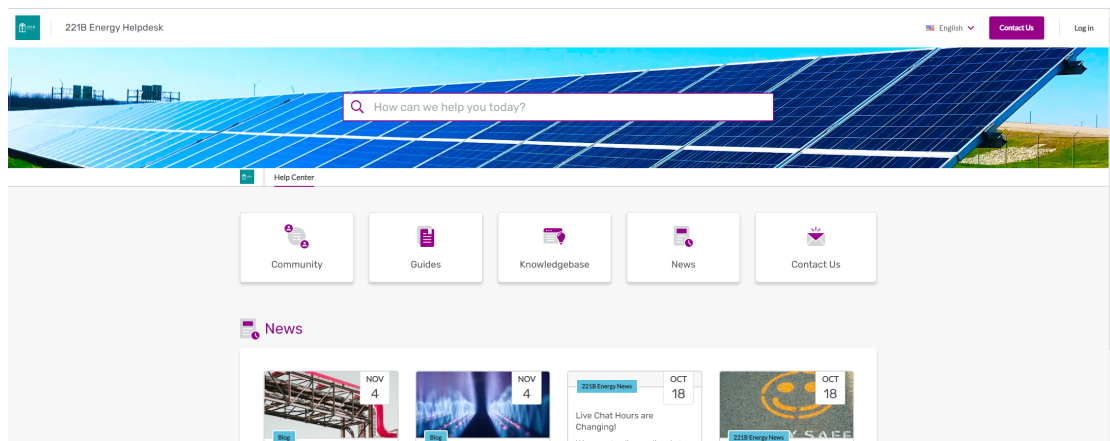 221B Energy Helpdesk
English
Contact Us
Log in
How can we help you today?
Help Center
Community
Guides
Knowledgebase
News
Contact Us
News
NOV
4
Blog
NOV
4
Blog
221B Energy News
OCT
18
Live Chat Hours are
Changing!
OCT
18
SAFE
221B Energy News